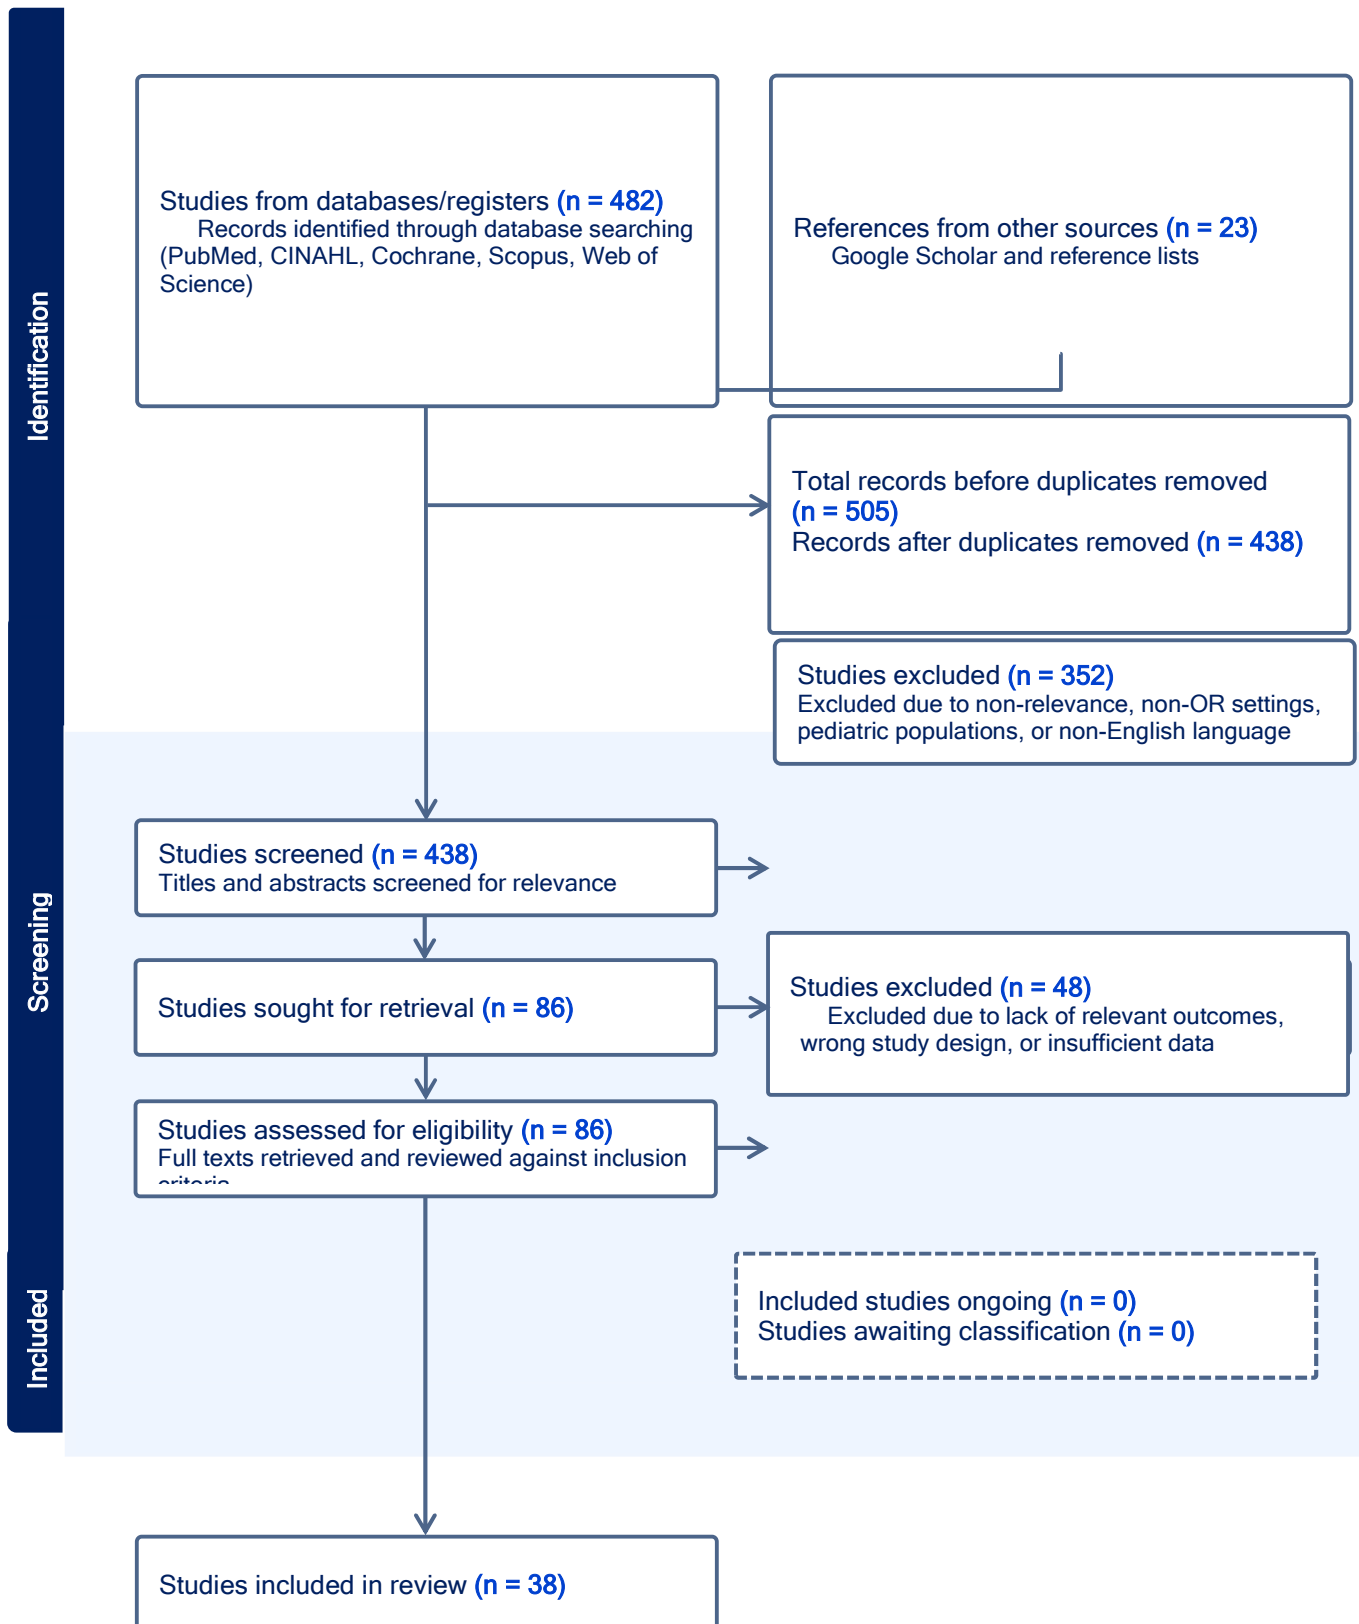 Identification
Studies from databases/registers (n = 482)
Records identified through database searching
(PubMed, CINAHL, Cochrane, Scopus, Web of
Science)
References from other sources (n = 23)
Google Scholar and reference lists
Total records before duplicates removed
(n = 505)
Records after duplicates removed (n = 438)
Studies excluded (n = 352)
Excluded due to non-relevance, non-OR settings,
pediatric populations, or non-English language
Screening
Studies screened (n = 438)
Titles and abstracts screened for relevance
Studies sought for retrieval (n = 86)
Studies excluded (n = 48)
Excluded due to lack of relevant outcomes,
wrong study design, or insufficient data
Studies assessed for eligibility (n = 86)
Full texts retrieved and reviewed against inclusion
criteria
Included
Included studies ongoing (n = 0)
Studies awaiting classification (n = 0)
Studies included in review (n = 38)